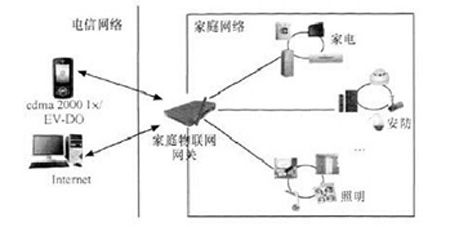 电信网络
家庭网络
家电
cdma 2000 1x/
EV-DO
安防
家庭物联网
网关
Internet
...
照明